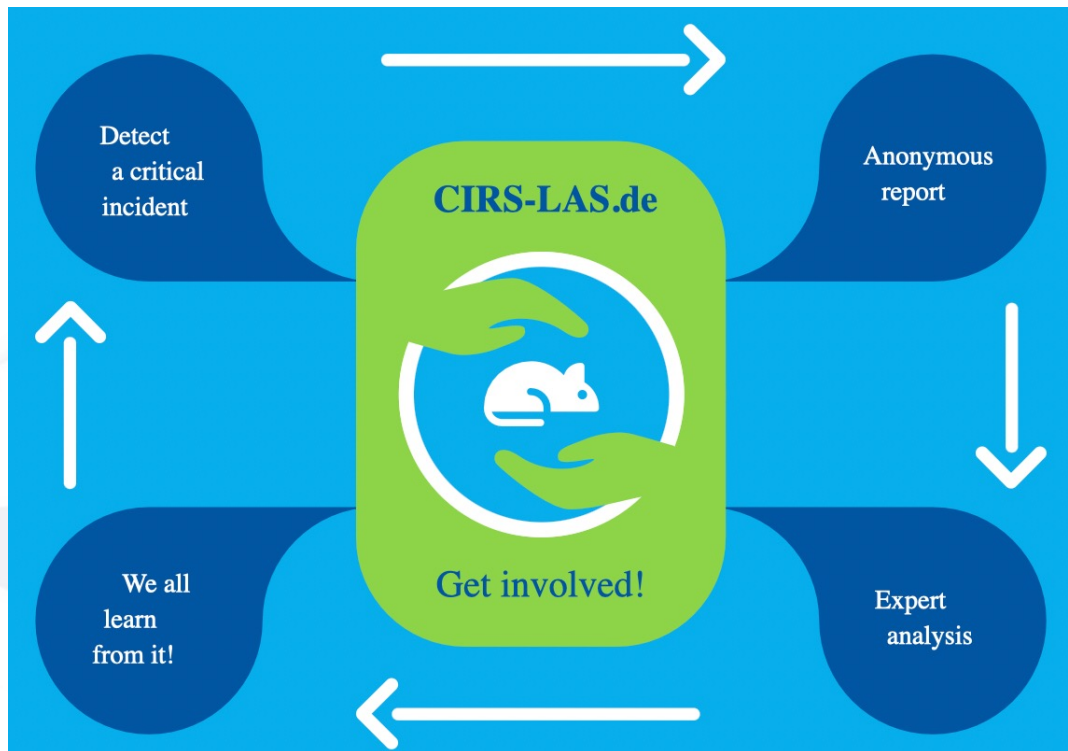 Detect
a critical
incident
Anonymous
report
CIRS-LAS.de
Get involved!
We all
learn
from it!
Expert
analysis